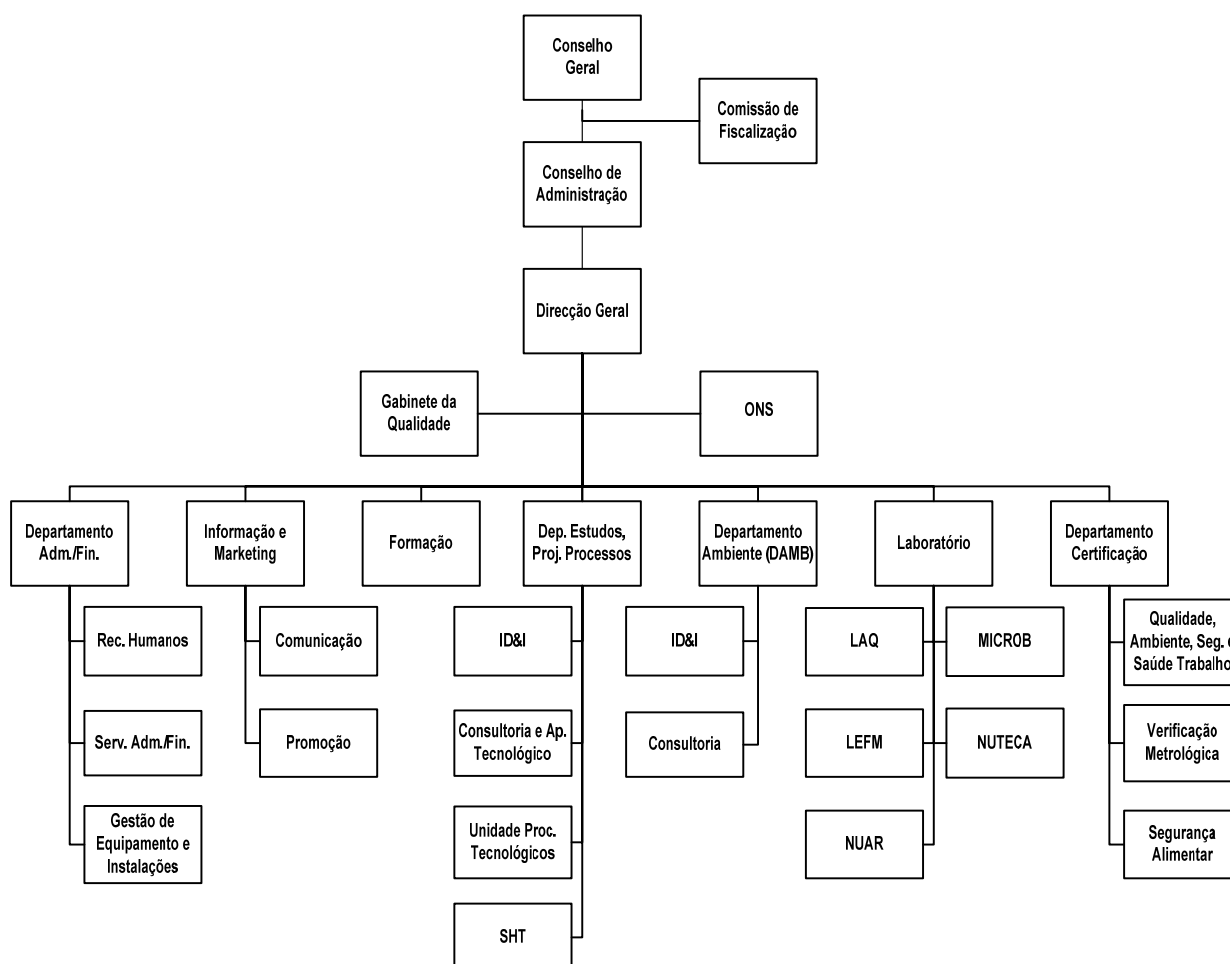 Conselho
Geral
Comissão de
Fiscalização
Conselho de
Administração
Direcção Geral
Gabinete da
Qualidade
ONS
Departamento
Adm./Fin.
Informação e
Marketing
Formação
Dep. Estudos,
Proj. Processos
Departamento
Ambiente (DAMB)
Laboratório
Departamento
Certificação
Rec. Humanos
Serv. Adm./Fin.
Gestão de
Equipamento e
Instalações
Comunicação
Promoção
ID&I
Consultoria e Ap.
Tecnológico
Unidade Proc.
Tecnológicos
SHT
ID&I
Consultoria
LAQ
MICROB
LEFM
NUTECA
NUAR
Qualidade,
Ambiente, Seg. e
Saúde Trabalho
Verificação
Metrológica
Segurança
Alimentar